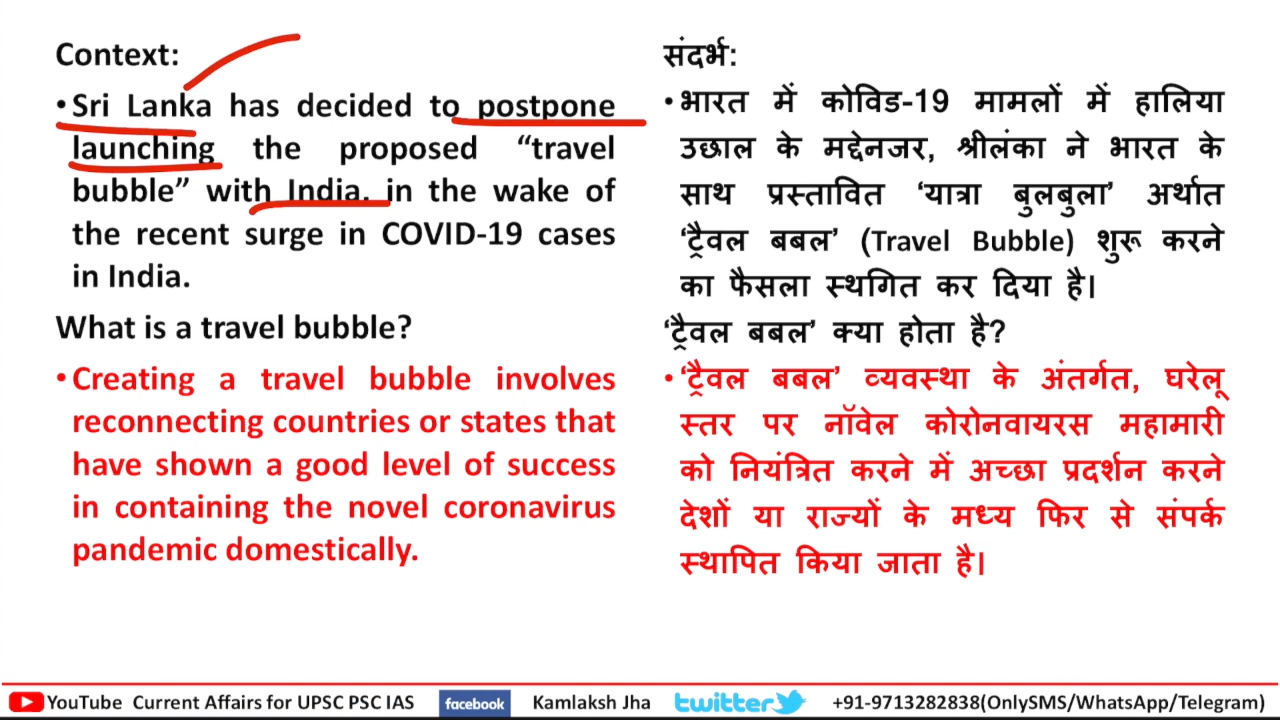 Context:
• Sri Lanka has decided to postpone
launching the proposed “travel
bubble” with India, in the wake of
the recent surge in COVID-19 cases
in India.
What is a travel bubble?
• Creating a travel bubble involves
reconnecting countries or states that
have shown a good level of success
in containing the novel coronavirus
pandemic domestically.
संदर्भ:
• भारत में कोविड-19 मामलों में हालिया
उछाल के मद्देनजर, श्रीलंका ने भारत के
साथ प्रस्तावित ‘यात्रा बुलबुला’ अर्थात
‘ट्रैवल बबल’ (Travel Bubble) शुरू करने
का फैसला स्थगित कर दिया है।
‘ट्रैवल बबल’ क्या होता है?
• ‘ट्रैवल बबल’ व्यवस्था के अंतर्गत, घरेलू
स्तर पर नॉवेल कोरोनवायरस महामारी
को नियंत्रित करने में अच्छा प्रदर्शन करने
देशों या राज्यों के मध्य फिर से संपर्क
स्थापित किया जाता है।
YouTube Current Affairs for UPSC PSC IAS facebook Kamlaksh Jha twitter +91-9713282838(OnlySMS/WhatsApp/Telegram)